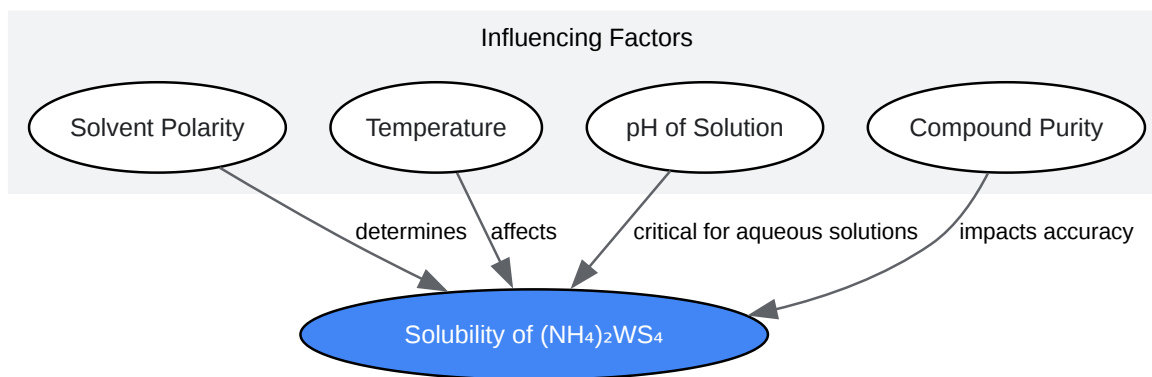 Influencing Factors
Solvent Polarity
Temperature
pH of Solution
Compound Purity
determines
affects
critical for aqueous solutions
impacts accuracy
Solubility of (NH₄)₂WS₄